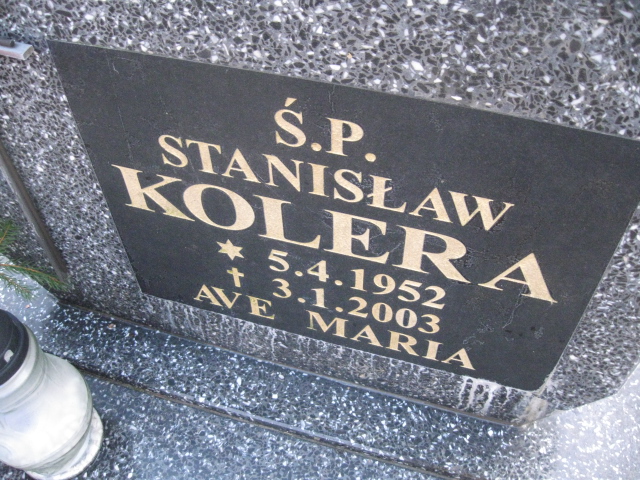 Ś.P.
STANISŁAW
KOLERA
✶ 5.4.1952
† 3.1.2003
AVE MARIA